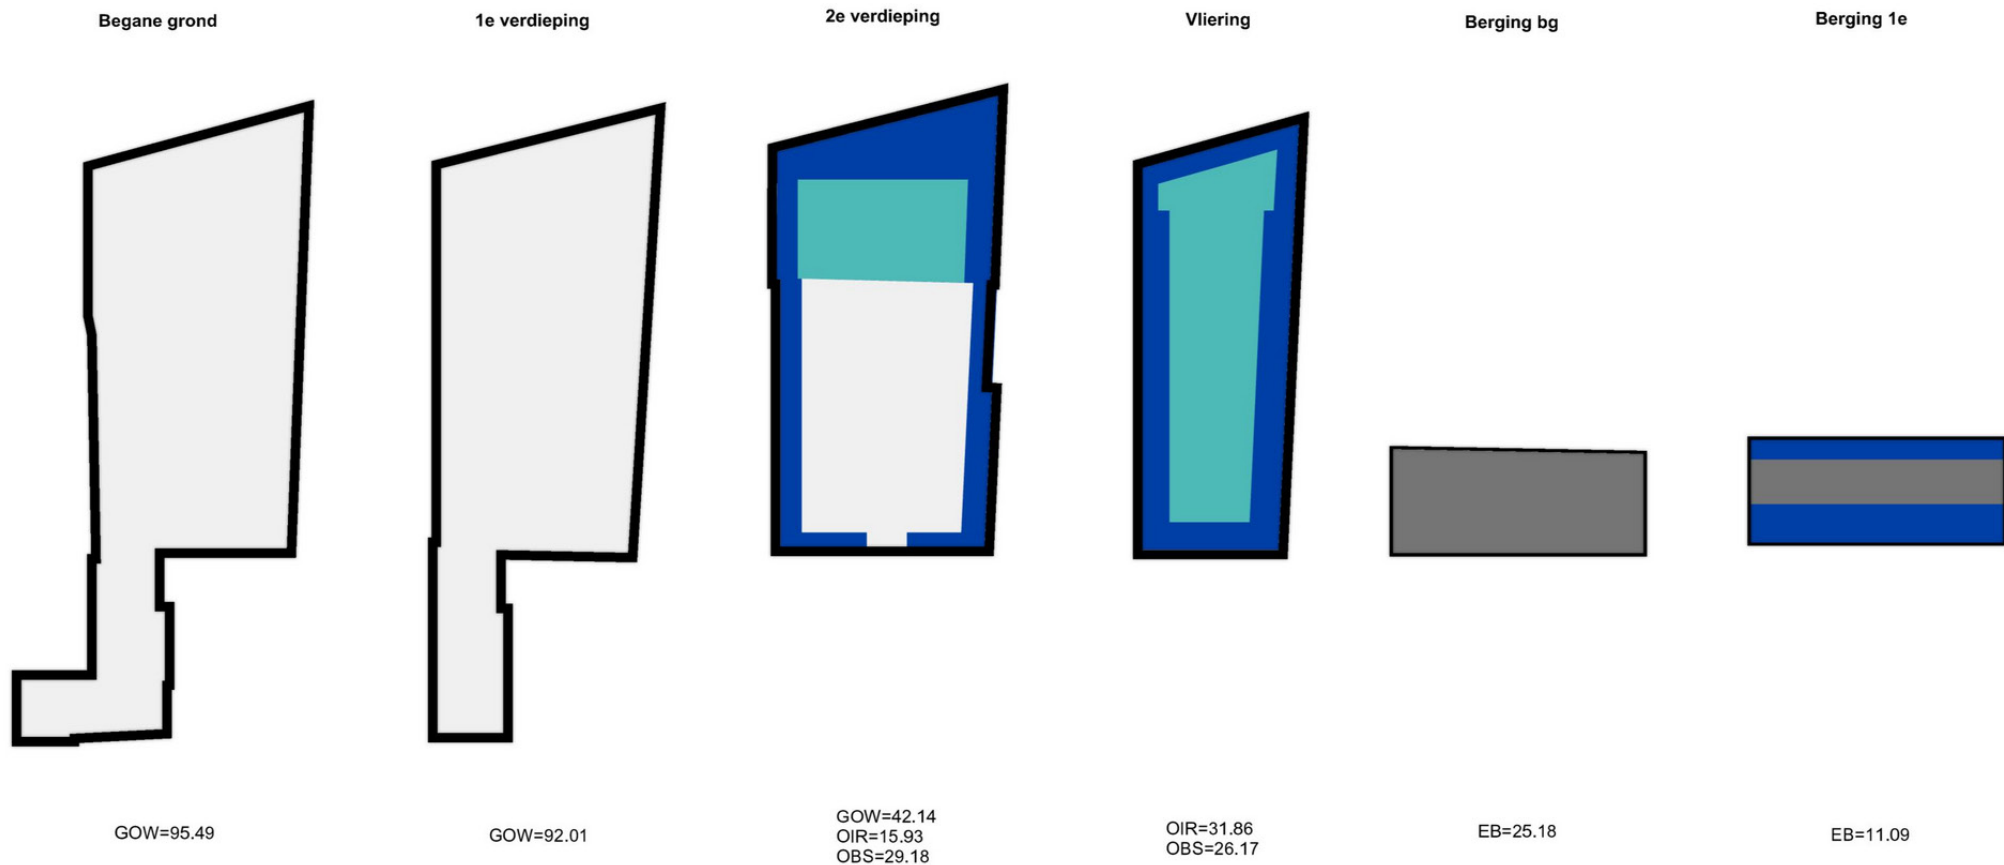 Begane grond
1e verdieping
2e verdieping
Vliering
Berging bg
Berging 1e
GOW=95.49
GOW=92.01
GOW=42.14
OIR=15.93
OBS=29.18
OIR=31.86
OBS=26.17
EB=25.18
EB=11.09